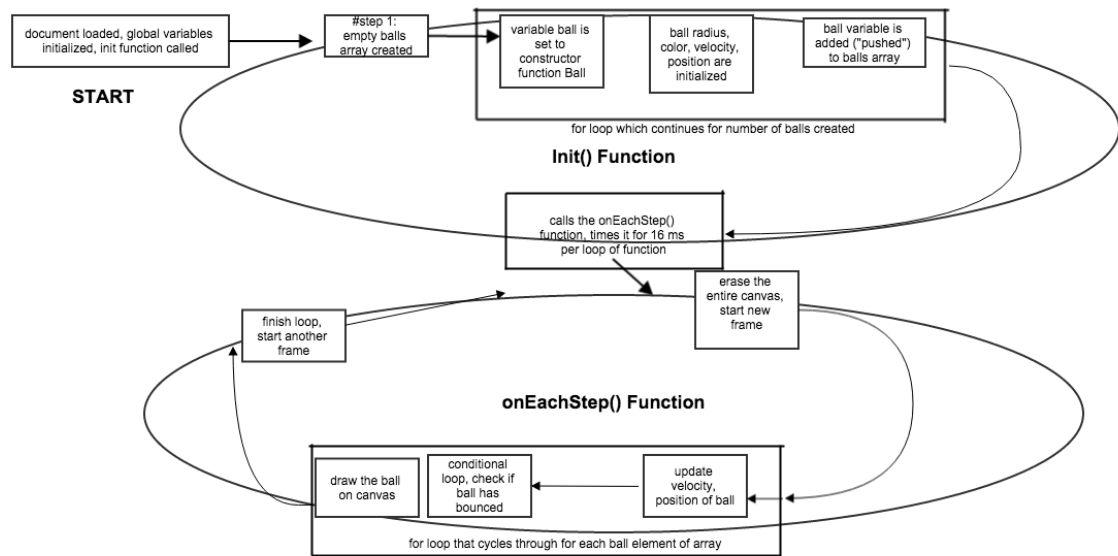 document loaded, global variables
initialized, init function called
START
#step 1:
empty balls
array created
variable ball is
set to
constructor
function Ball
ball radius,
color, velocity,
position are
initialized
ball variable is
added ("pushed")
to balls array
for loop which continues for number of balls created
Init() Function
calls the onEachStep()
function, times it for 16 ms
per loop of function
erase the
entire canvas,
start new
frame
finish loop,
start another
frame
onEachStep() Function
draw the ball
on canvas
conditional
loop, check if
ball has
bounced
update
velocity,
position of ball
for loop that cycles through for each ball element of array